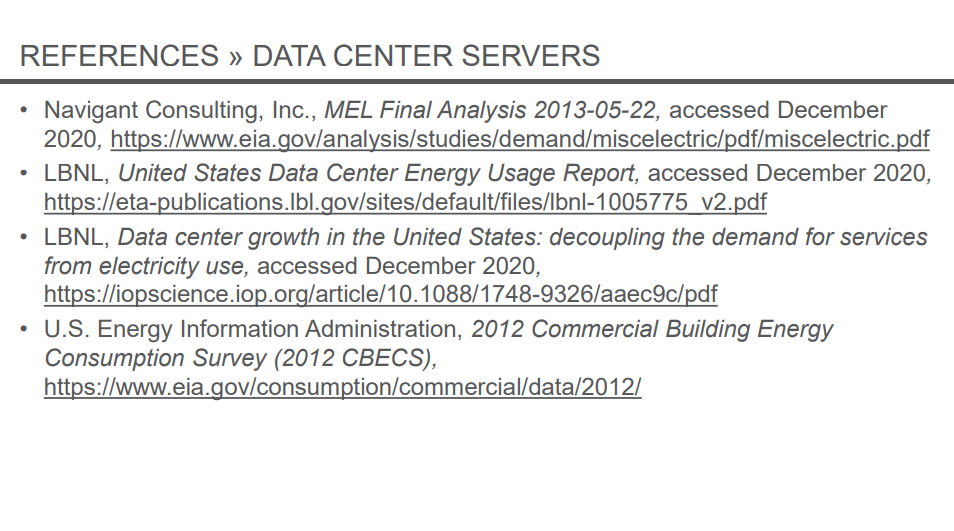 REFERENCES » DATA CENTER SERVERS
• Navigant Consulting, Inc., MEL Final Analysis 2013-05-22, accessed December
2020, https://www.eia.gov/analysis/studies/demand/miscelectric/pdf/miscelectric.pdf
• LBNL, United States Data Center Energy Usage Report, accessed December 2020,
https://eta-publications.lbl.gov/sites/default/files/lbnl-1005775_v2.pdf
• LBNL, Data center growth in the United States: decoupling the demand for services
from electricity use, accessed December 2020,
https://iopscience.iop.org/article/10.1088/1748-9326/aaec9c/pdf
• U.S. Energy Information Administration, 2012 Commercial Building Energy
Consumption Survey (2012 CBECS),
https://www.eia.gov/consumption/commercial/data/2012/